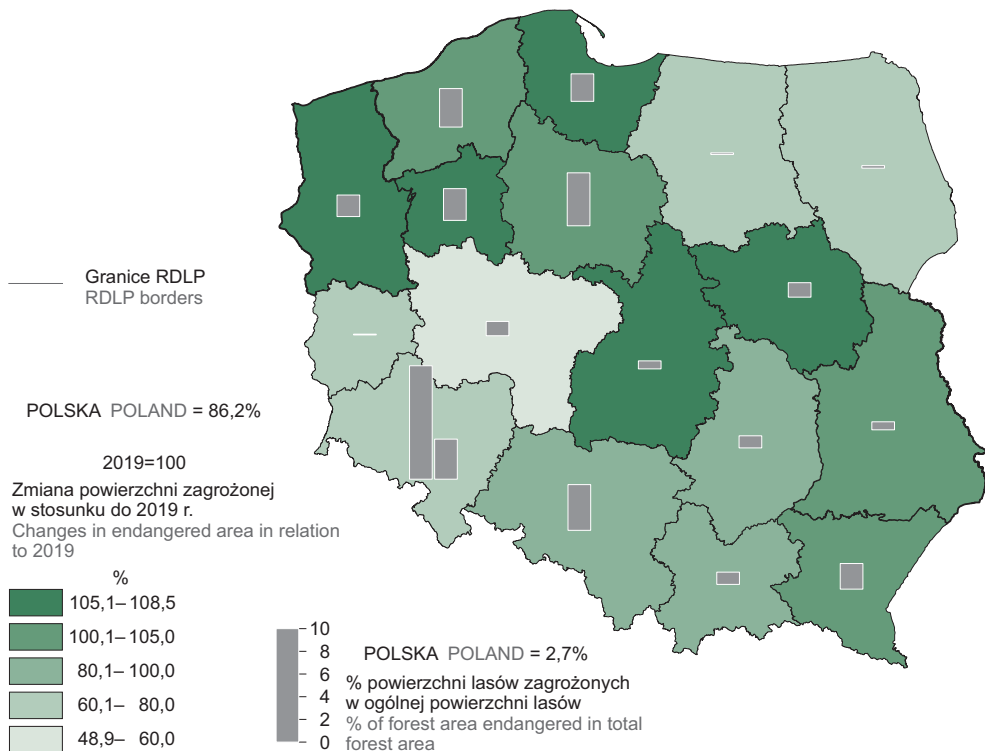 Granice RDLP
RDLP borders
POLSKA POLAND = 86,2%
2019=100
Zmiana powierzchni zagrożonej
w stosunku do 2019 r.
Changes in endangered area in relation
to 2019
%
105,1– 108,5
100,1– 105,0
80,1– 100,0
60,1– 80,0
48,9– 60,0
10
8
6
4
2
0
POLSKA POLAND = 2,7%
% powierzchni lasów zagrożonych
w ogólnej powierzchni lasów
% of forest area endangered in total
forest area